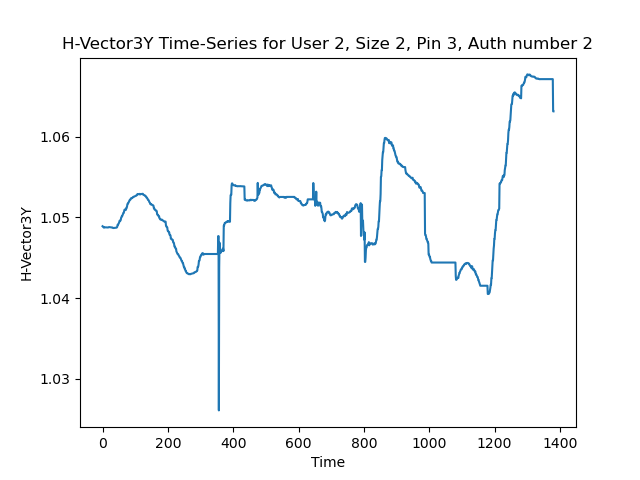 H-Vector3Y Time-Series for User 2, Size 2, Pin 3, Auth number 2
1.06
1.05
1.04
1.03
H-Vector3Y
0 200 400 600 800 1000 1200 1400
Time